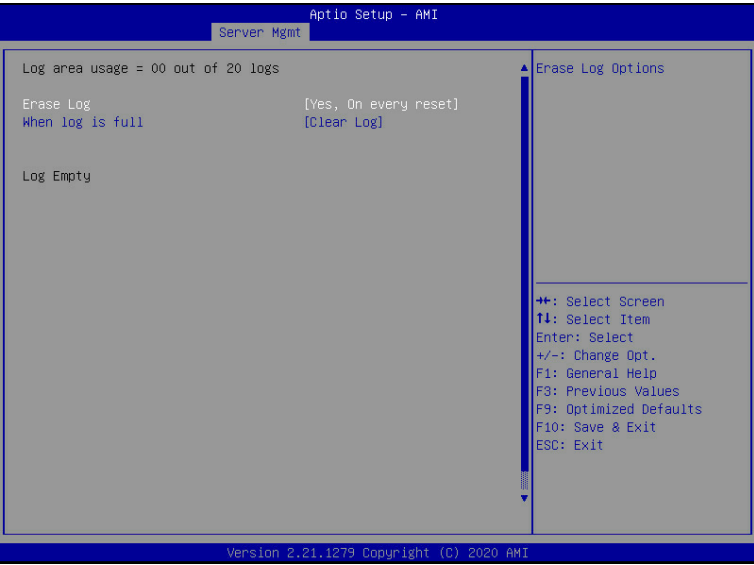 Aptio Setup – AMI
Server Mgmt
Log area usage = 00 out of 20 logs
Erase Log [Yes, On every reset]
When log is full [Clear Log]
Log Empty
Erase Log Options
→←: Select Screen
↑↓: Select Item
Enter: Select
+/-: Change Opt.
F1: General Help
F3: Previous Values
F9: Optimized Defaults
F10: Save & Exit
ESC: Exit
Version 2.21.1279 Copyright (C) 2020 AMI